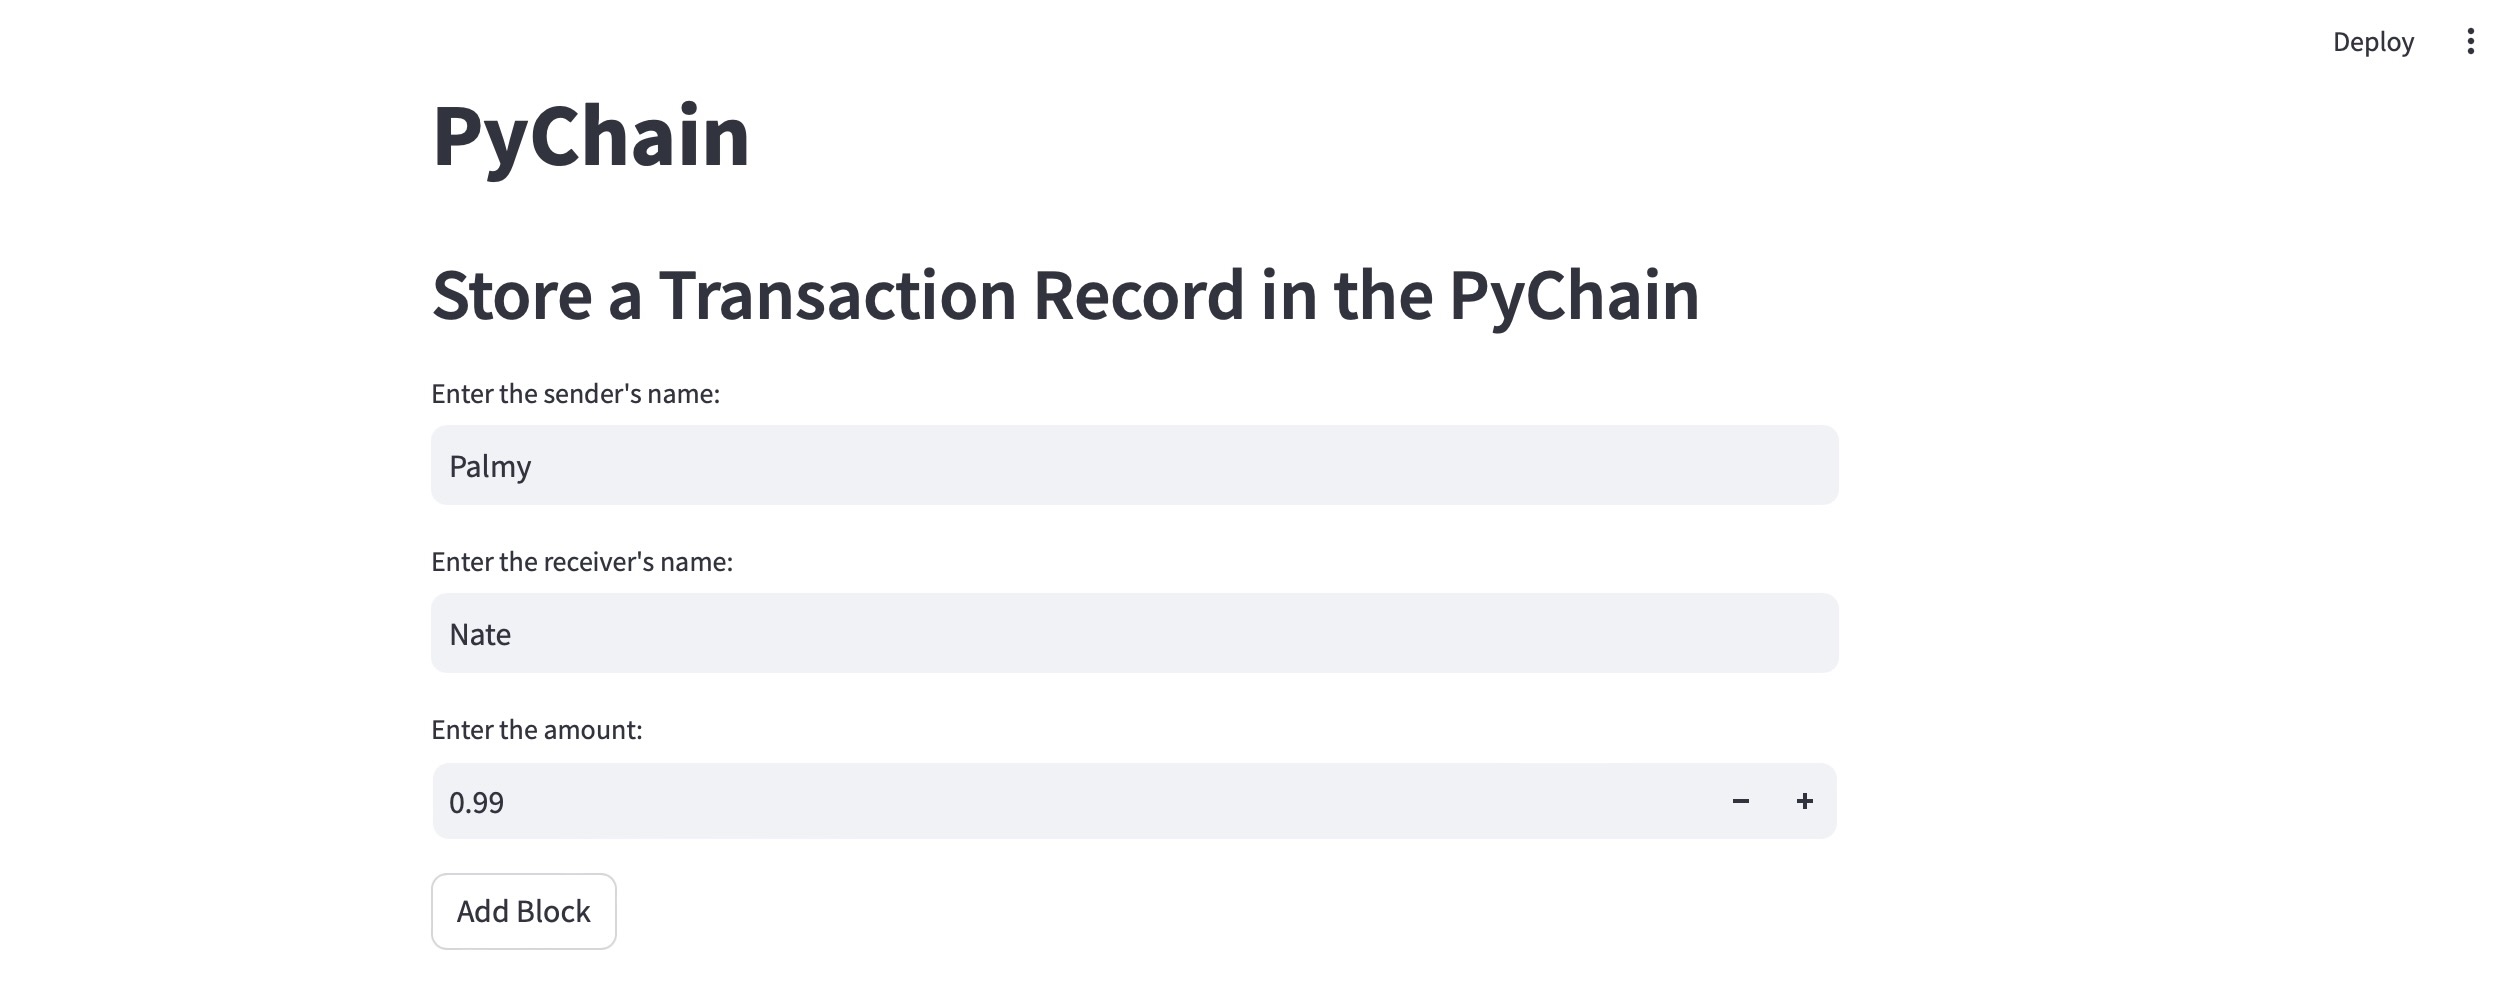 Deploy
PyChain
Store a Transaction Record in the PyChain
Enter the sender's name:
Palmy
Enter the receiver's name:
Nate
Enter the amount:
0.99
Add Block